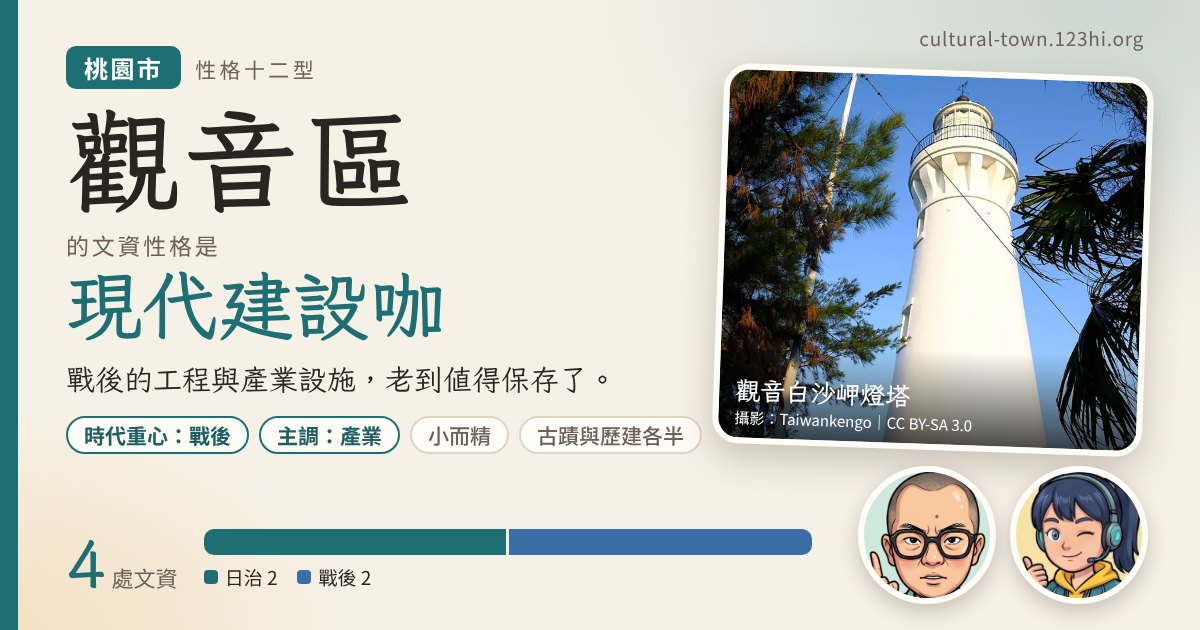 cultural-town.123hi.org
桃園市 性格十二型
觀音區
的文資性格是
現代建設咖
戰後的工程與產業設施，老到值得保存了。
時代重心：戰後 主調：產業 小而精 古蹟與歷建各半
觀音白沙岬燈塔
攝影：Taiwankengo｜CC BY-SA 3.0
4 處文資
日治 2 戰後 2